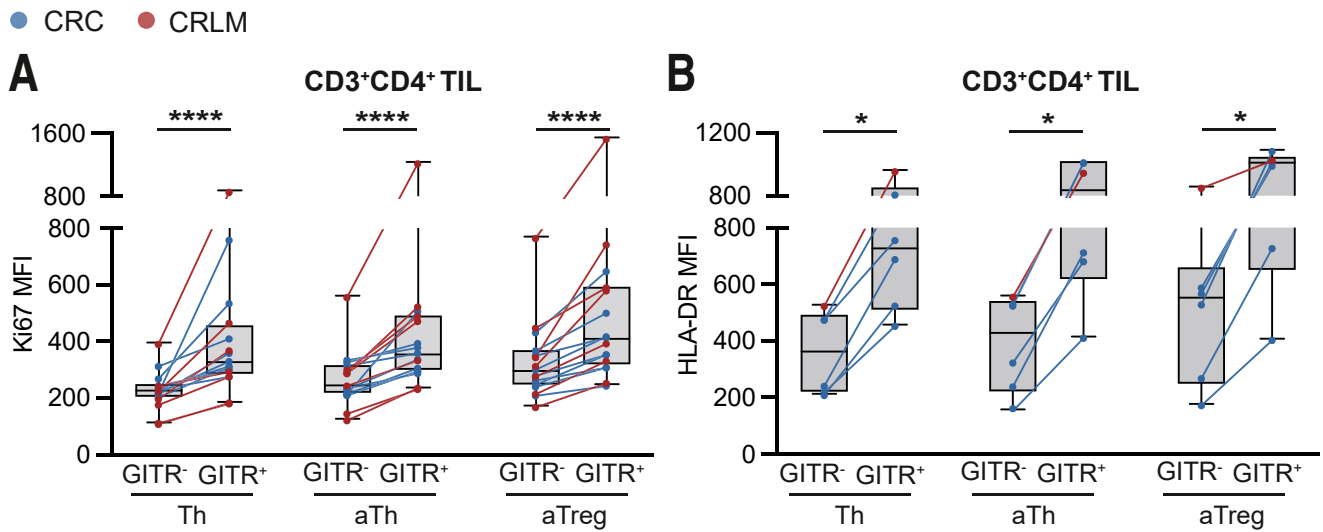 CRC CRLM
A
CD3⁺CD4⁺ TIL
**** **** ****
1600
800
800
600
400
200
0
Ki67 MFI
GITR⁻ GITR⁺ GITR⁻ GITR⁺ GITR⁻ GITR⁺
Th aTh aTreg
B
CD3⁺CD4⁺ TIL
* * *
1200
800
800
600
400
200
0
HLA-DR MFI
GITR⁻ GITR⁺ GITR⁻ GITR⁺ GITR⁻ GITR⁺
Th aTh aTreg